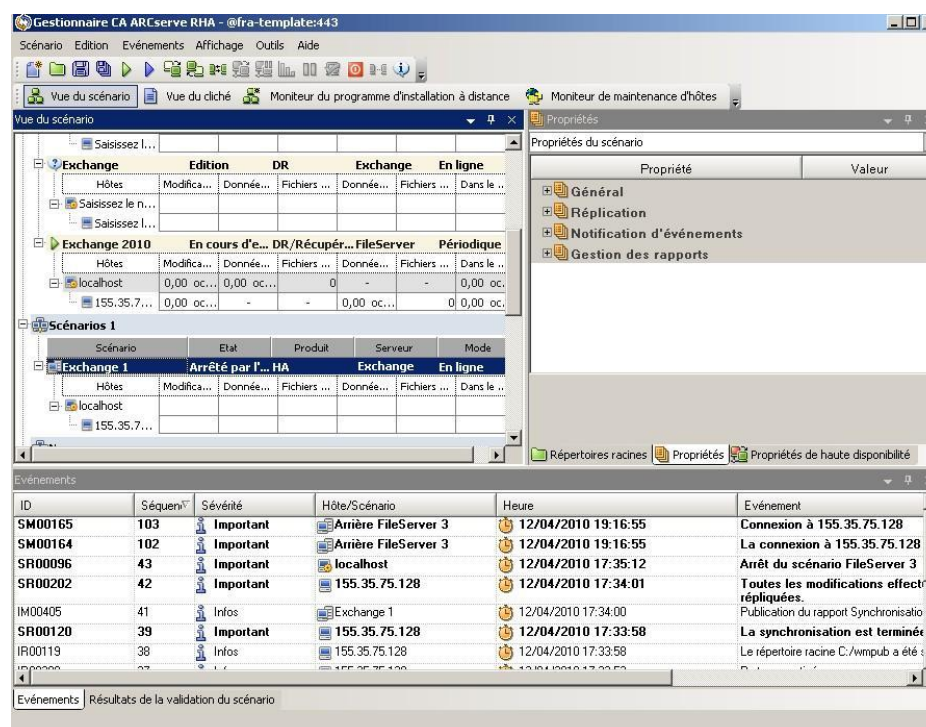 Gestionnaire CA ARCserve RHA - @fra-template:443
Scénario Edition Evénements Affichage Outils Aide
Vue du scénario Vue du cliché Moniteur du programme d'installation à distance Moniteur de maintenance d'hôtes
Vue du scénario
Saisissez l...
Exchange Edition DR Exchange En ligne
Hôtes Modifica... Donnée... Fichiers ... Donnée... Fichiers ... Dans le ..
Saisissez le n...
Saisissez l...
Exchange 2010 En cours d'e... DR/Récupér... FileServer Périodique
Hôtes Modifica... Donnée... Fichiers ... Donnée... Fichiers ... Dans le ..
localhost 0,00 oc... 0,00 oc... 0 - - 0,00 oc.
155.35.7... 0,00 oc... - - 0,00 oc... 0 0,00 oc.
Scénarios 1
Scénario Etat Produit Serveur Mode
Exchange 1 Arrêté par l'... HA Exchange En ligne
Hôtes Modifica... Donnée... Fichiers ... Donnée... Fichiers ... Dans le ..
localhost
155.35.7...
Propriétés
Propriétés du scénario
Propriété Valeur
Général
Réplication
Notification d'événements
Gestion des rapports
Répertoires racines Propriétés Propriétés de haute disponibilité
Evénements
ID Séquen Sévérité Hôte/Scénario Heure Evénement
SM00165 103 Important Arrière FileServer 3 12/04/2010 19:16:55 Connexion à 155.35.75.128
SM00164 102 Important Arrière FileServer 3 12/04/2010 19:16:55 La connexion à 155.35.75.128
SR00096 43 Important localhost 12/04/2010 17:35:12 Arrêt du scénario FileServer 3
SR00202 42 Important 155.35.75.128 12/04/2010 17:34:01 Toutes les modifications effect
répliquées.
IM00405 41 Infos Exchange 1 12/04/2010 17:34:00 Publication du rapport Synchronisatio
SR00120 39 Important 155.35.75.128 12/04/2010 17:33:58 La synchronisation est terminée
IR00119 38 Infos 155.35.75.128 12/04/2010 17:33:58 Le répertoire racine C:/wmpub a été
Evénements Résultats de la validation du scénario